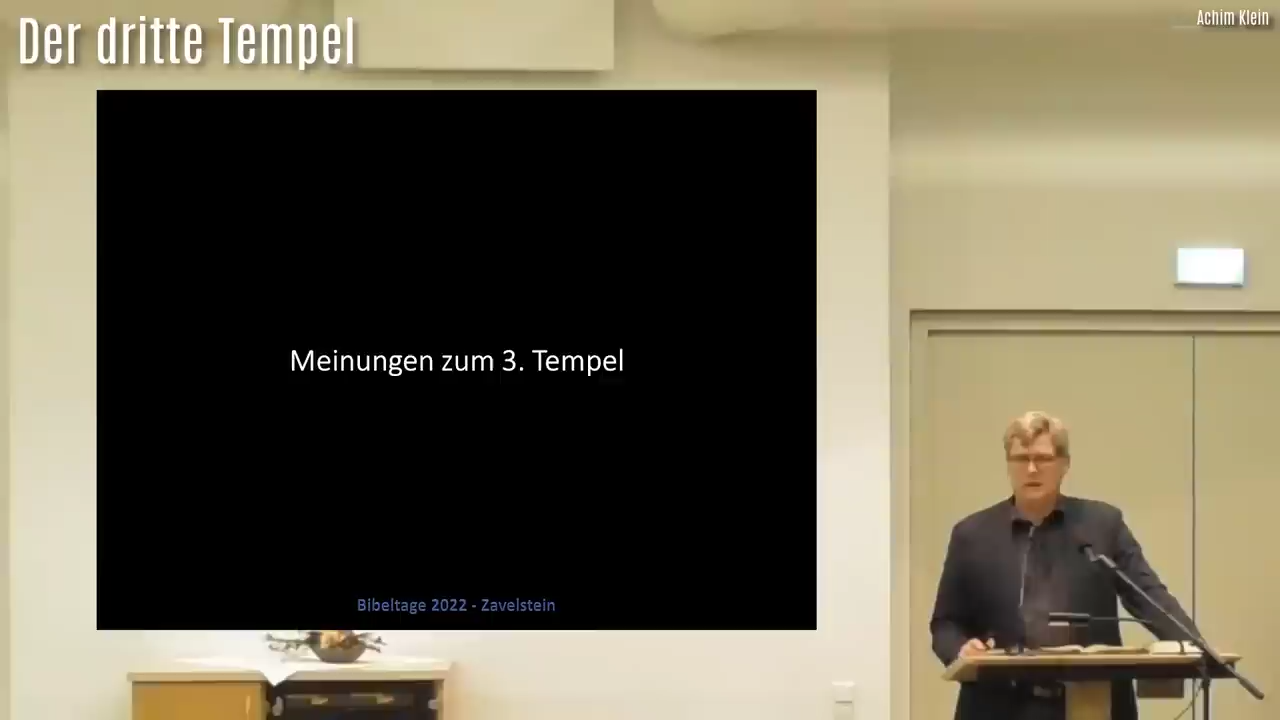 Der dritte Tempel
Achim Klein
Meinungen zum 3. Tempel
Bibeltage 2022 - Zavelstein